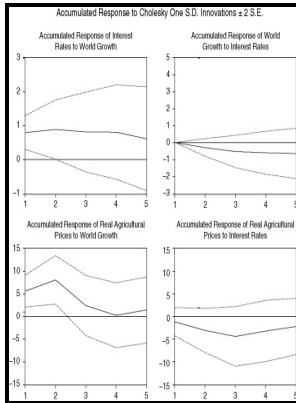 Accumulated Response to Cholesky One S.D. Innovations ± 2 S.E.
Accumulated Response of Interest
Rates to World Growth
3
2
1
0
–1
1 2 3 4 5
Accumulated Response of World
Growth to Interest Rates
5
4
3
2
1
0
–1
–2
–3
1 2 3 4 5
Accumulated Response of Real Agricultural
Prices to World Growth
15
10
5
0
–5
–10
–15
1 2 3 4 5
Accumulated Response of Real Agricultural
Prices to Interest Rates
15
10
5
0
–5
–10
–15
1 2 3 4 5